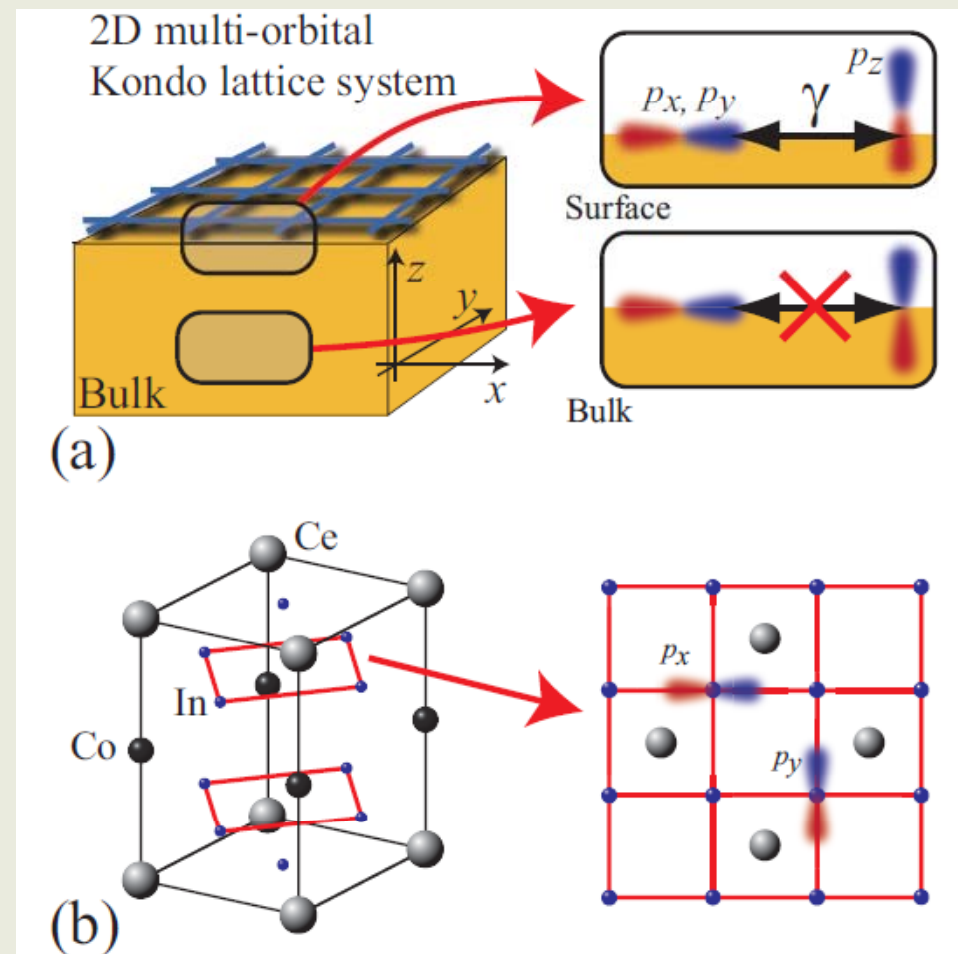 2D multi-orbital
Kondo lattice system
px, py
γ
pz
Surface
z
y
x
Bulk
Bulk
(a)
Ce
In
Co
px
py
(b)